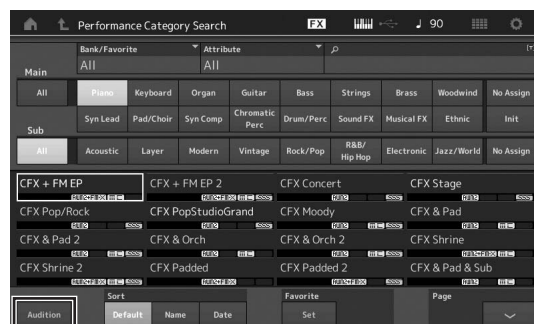 Performance Category Search FX 90
Bank/Favorite Attribute
All All
Main
All Piano Keyboard Organ Guitar Bass Strings Brass Woodwind No Assign
Syn Lead Pad/Choir Syn Comp Chromatic Perc Drum/Perc Sound FX Musical FX Ethnic Init
Sub
All Acoustic Layer Modern Vintage Rock/Pop R&B/ Hip Hop Electronic Jazz/World No Assign
CFX + FM EP CFX + FM EP 2 CFX Concert CFX Stage
CFX Pop/Rock CFX PopStudioGrand CFX Moody CFX & Pad
CFX & Pad 2 CFX & Orch CFX & Orch 2 CFX Shrine
CFX Shrine 2 CFX Padded CFX Padded 2 CFX & Pad & Sub
Sort Favorite Page
Audition Default Name Date Set